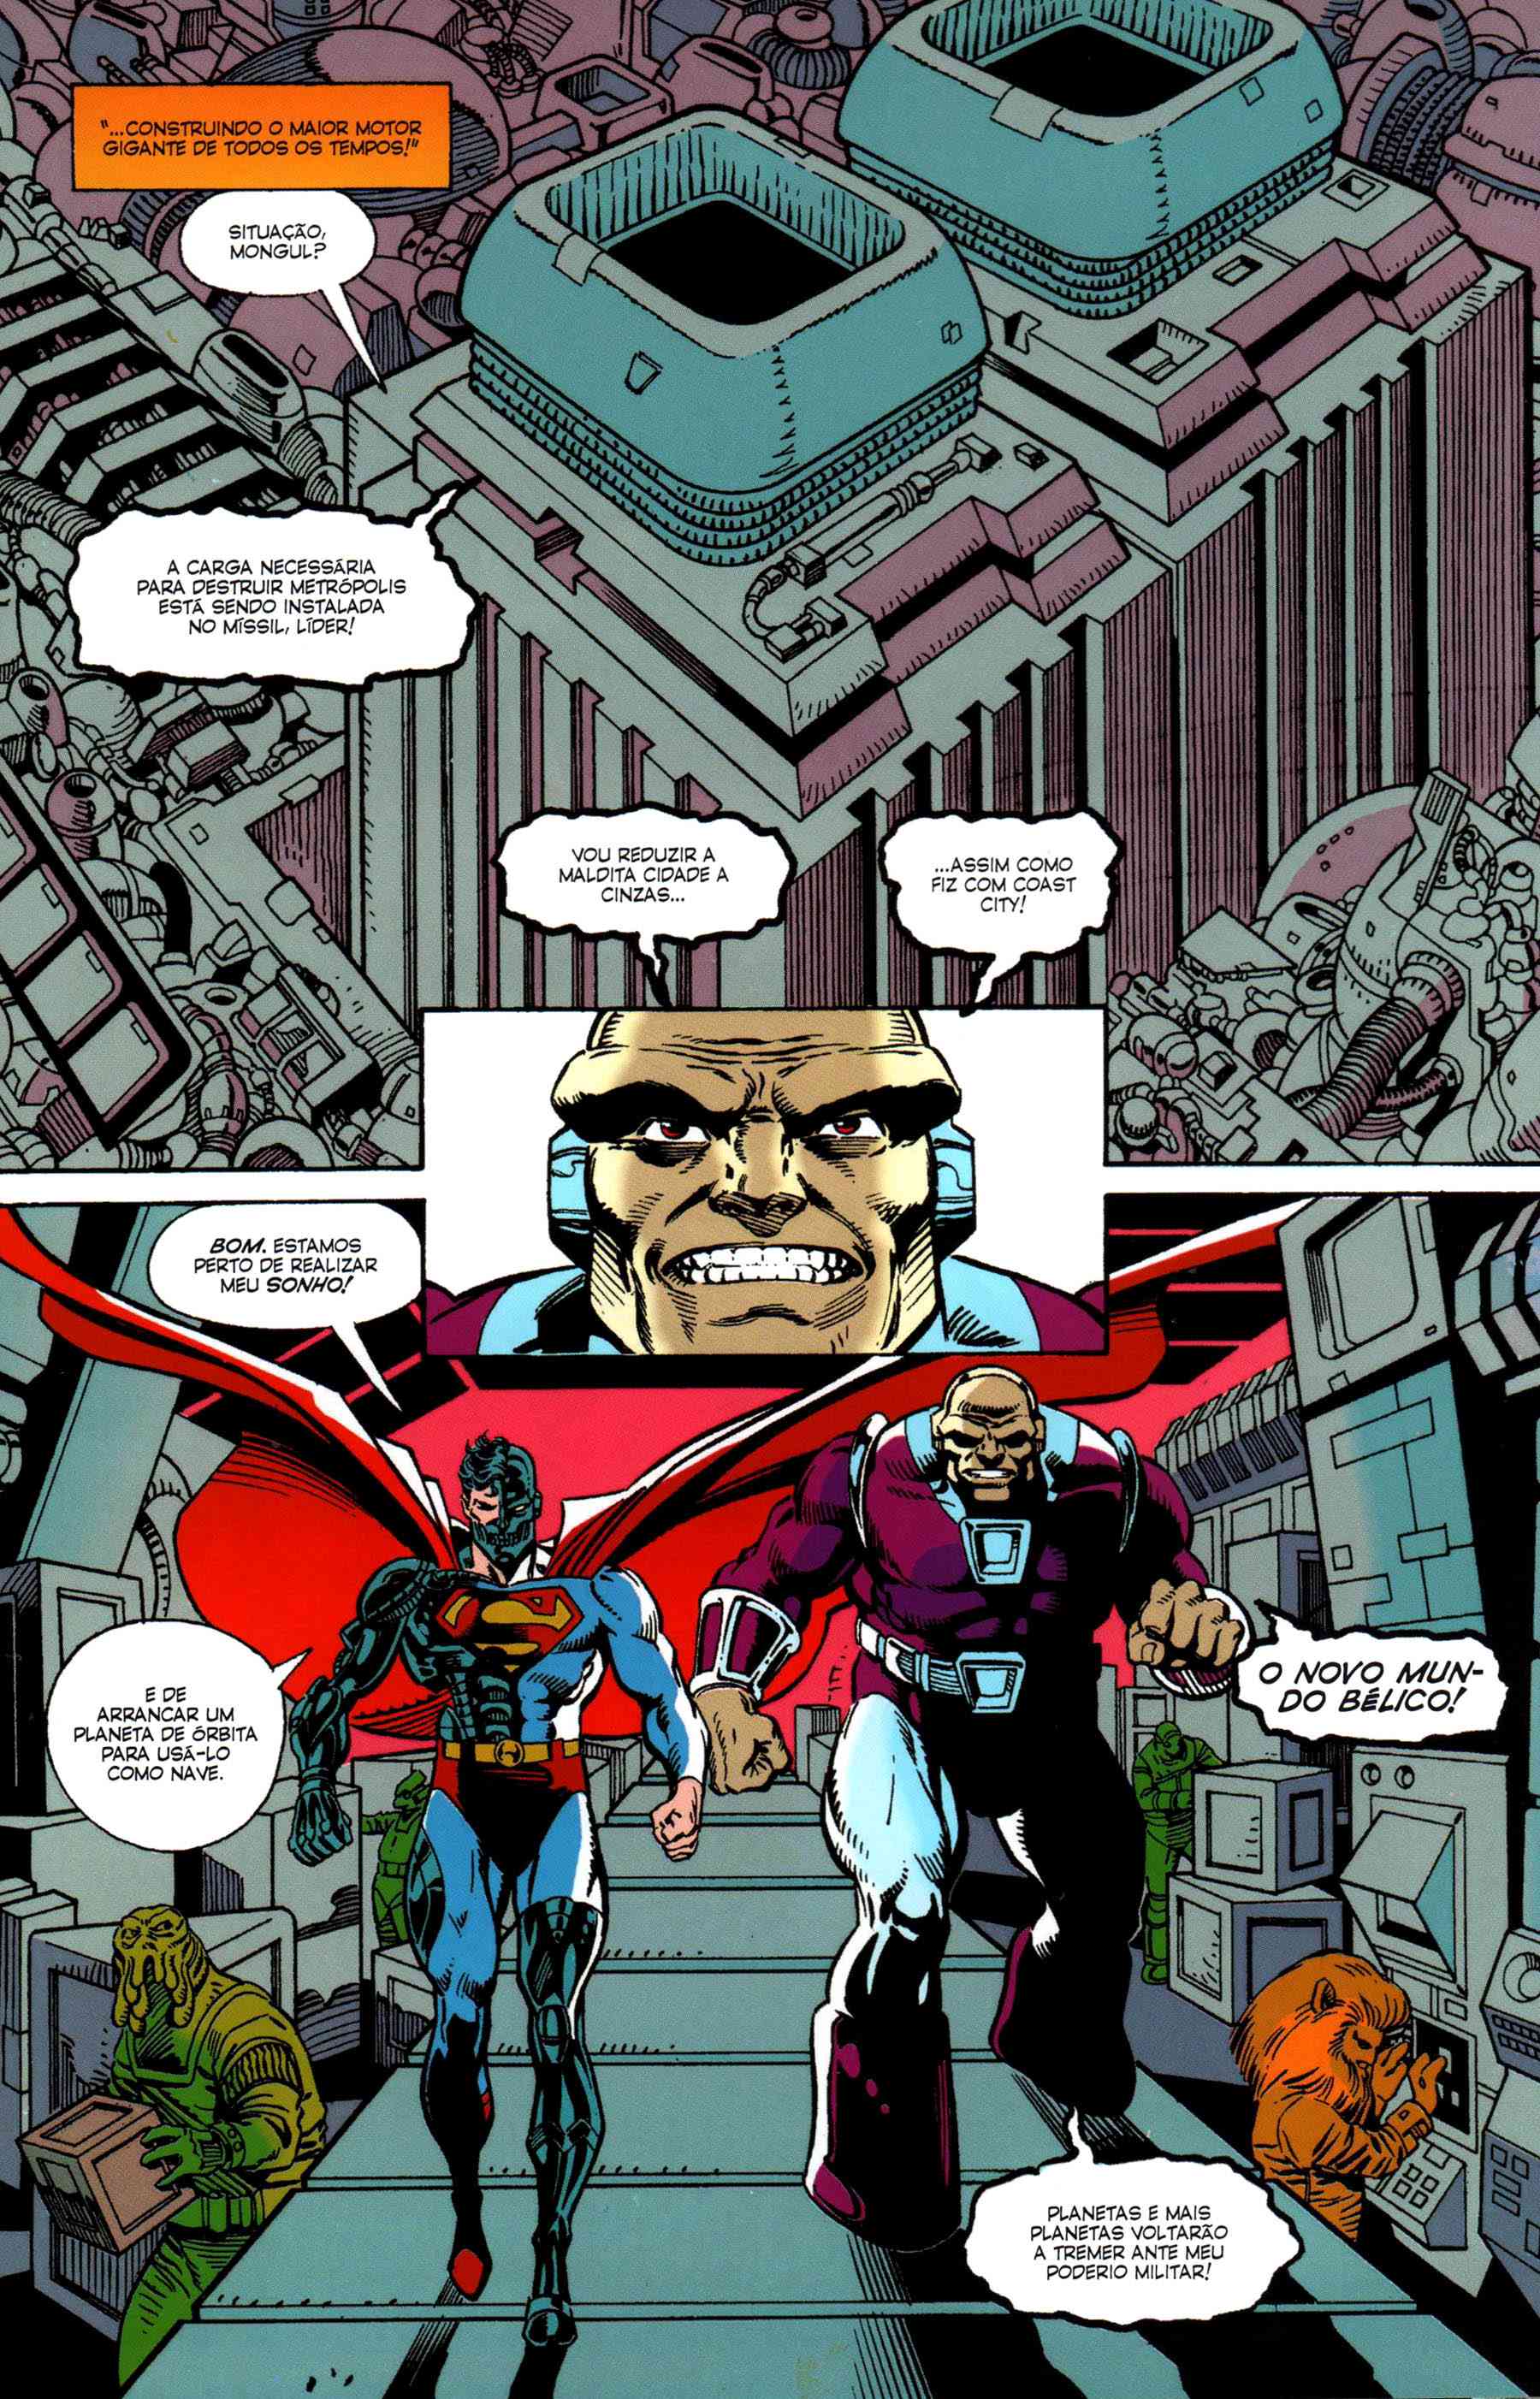 "...CONSTRUINDO O MAIOR MOTOR
GIGANTE DE TODOS OS TEMPOS!"
SITUAÇÃO,
MONGUL?
A CARGA NECESSÁRIA
PARA DESTRUIR METRÓPOLIS
ESTÁ SENDO INSTALADA
NO MÍSSIL, LÍDER!
VOU REDUZIR A
MALDITA CIDADE A
CINZAS...
...ASSIM COMO
FIZ COM COAST
CITY!
BOM. ESTAMOS
PERTO DE REALIZAR
MEU SONHO!
E DE
ARRANCAR UM
PLANETA DE ÓRBITA
PARA USÁ-LO
COMO NAVE.
O NOVO MUN-
DO BÉLICO!
PLANETAS E MAIS
PLANETAS VOLTARÃO
A TREMER ANTE MEU
PODERIO MILITAR!